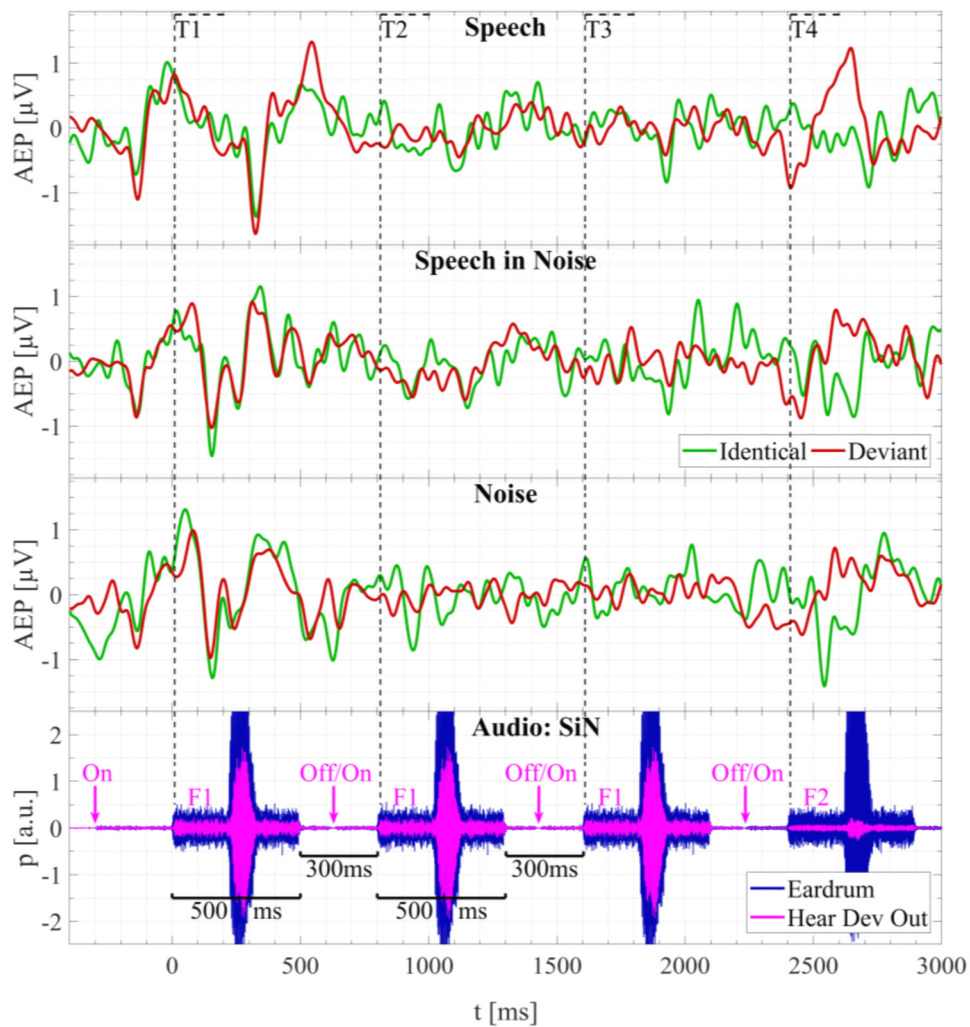 T1 T2 T3 T4
Speech
1
0
-1
AEP [µV]
Speech in Noise
1
0
-1
AEP [µV]
Identical Deviant
Noise
1
0
-1
AEP [µV]
Audio: SiN
2
1
0
-1
-2
p [a.u.]
On Off/On Off/On Off/On
F1 F1 F1 F2
300ms 300ms
500 ms 500 ms
Eardrum
Hear Dev Out
0 500 1000 1500 2000 2500 3000
t [ms]